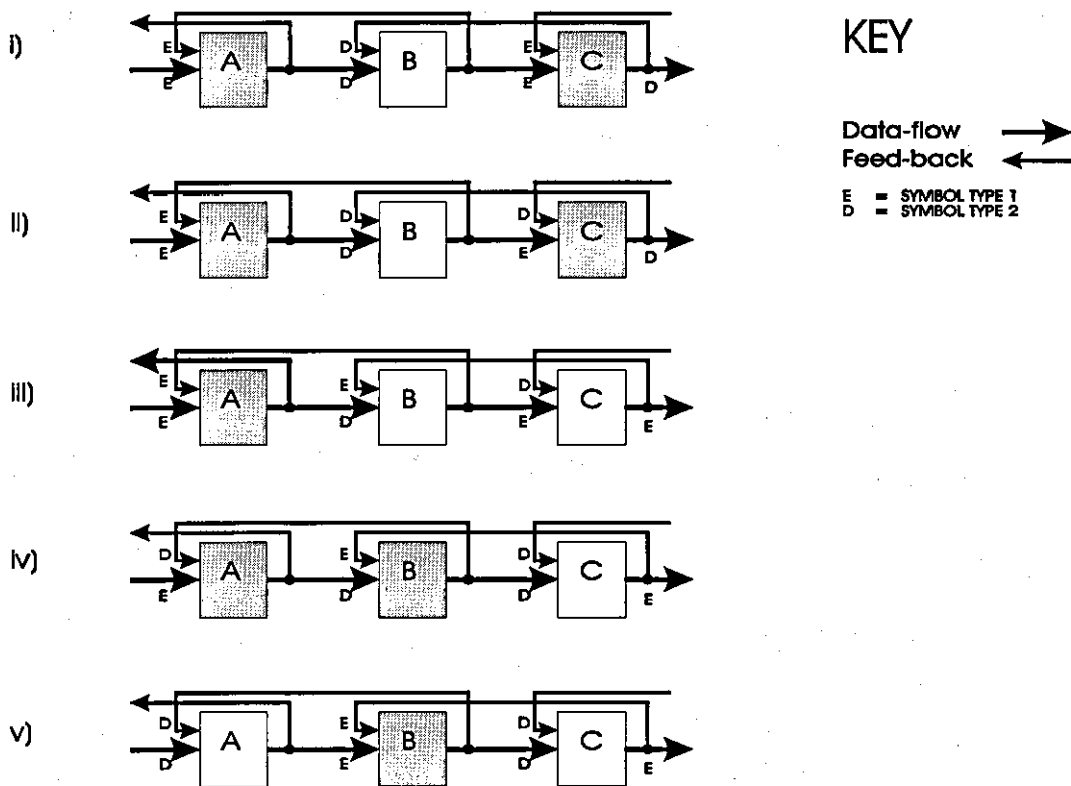 KEY
Data-flow
Feed-back
E = SYMBOL TYPE 1
D = SYMBOL TYPE 2
i)
E A D B E C
E D E D
ii)
E A D B D C
E D E D
iii)
E A E B D C
E D E E
iv)
D A E B D C
E D D E
v)
D A E B D C
D E D E